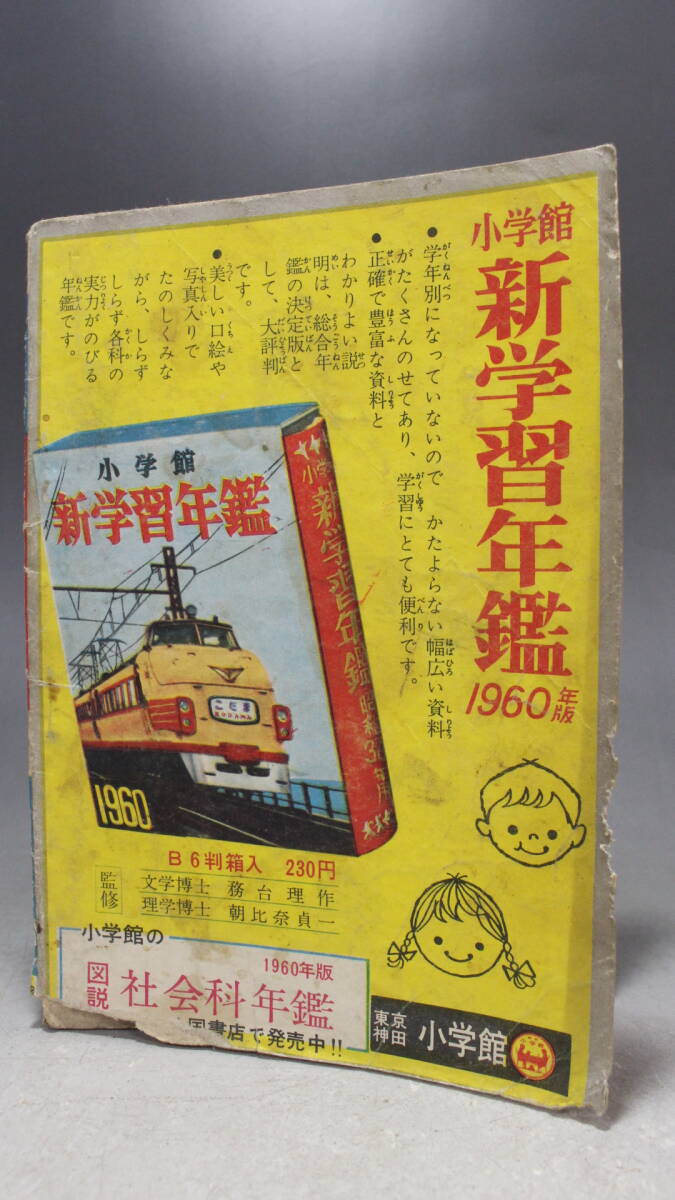 小学館
新学習年鑑
1960年版
●学年別になっていないので かたよらない幅広い資料
がたくさんのせてあり、学習にとても便利です。
●正確で豊富な資料と
わかりよい説
明は、総合年
鑑の決定版と
して、大評判
です。
●美しい口絵や
写真入りで
たのしくみな
がら、しらず
しらず各科の
実力がのびる
年鑑です。
小学館
新学習年鑑
こだま
KODAMA
1960
小学館
新学習年鑑
B6判箱入 230円
監修
文学博士 務台理作
理学博士 朝比奈貞一
小学館の
1960年版
図説 社会科年鑑
書店で発売中!!
東京
神田
小学館